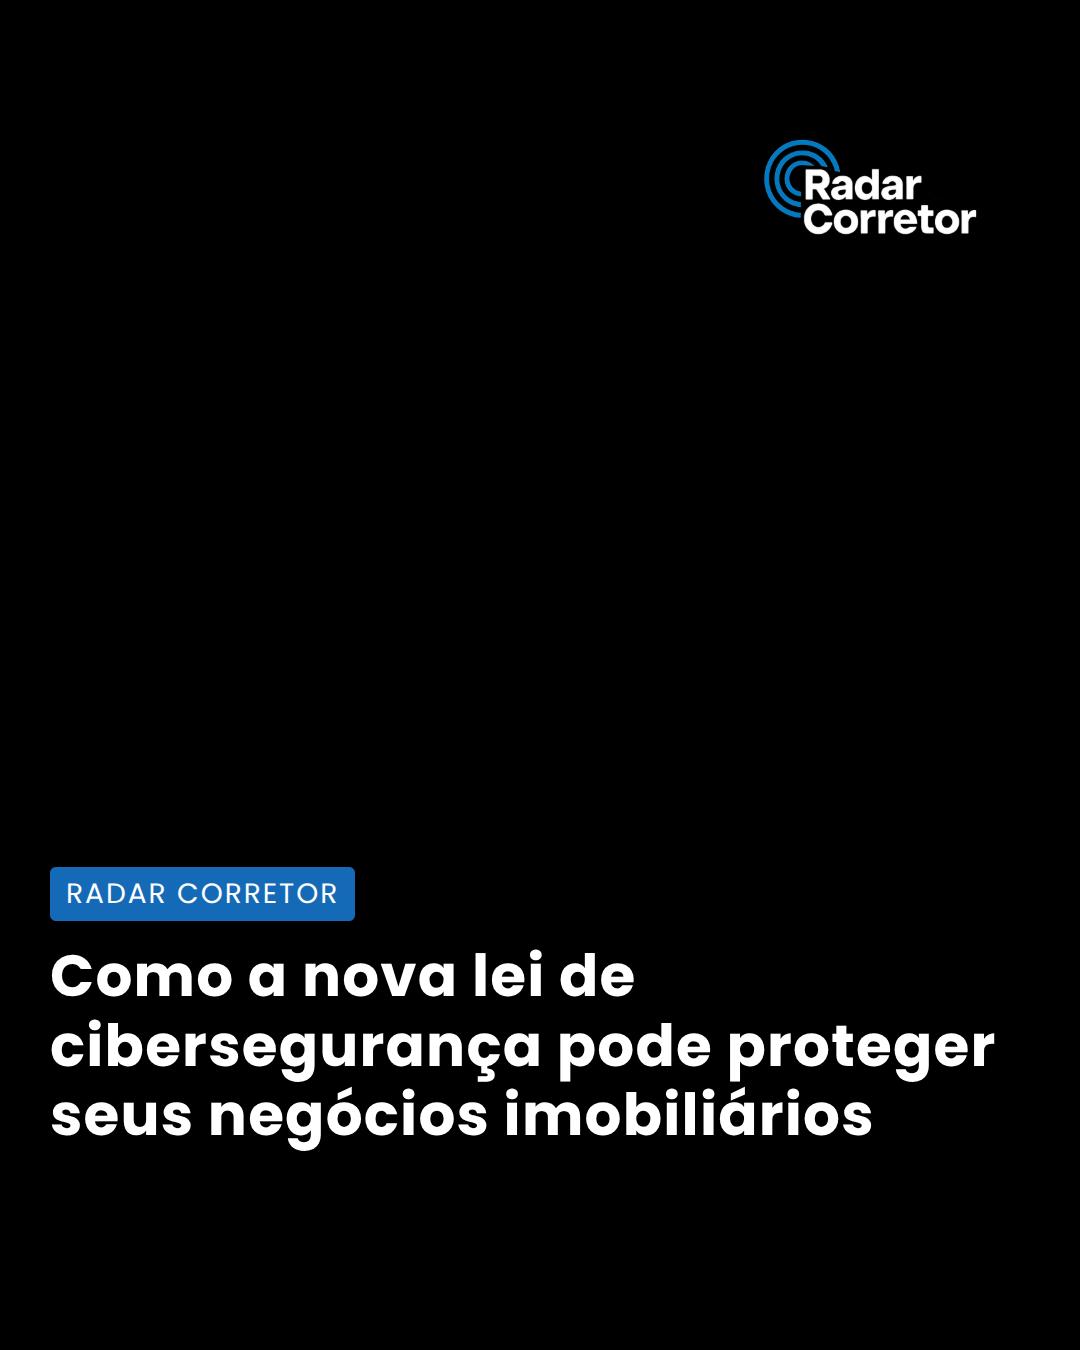 Radar
Corretor
RADAR CORRETOR
Como a nova lei de
cibersegurança pode proteger
seus negócios imobiliários